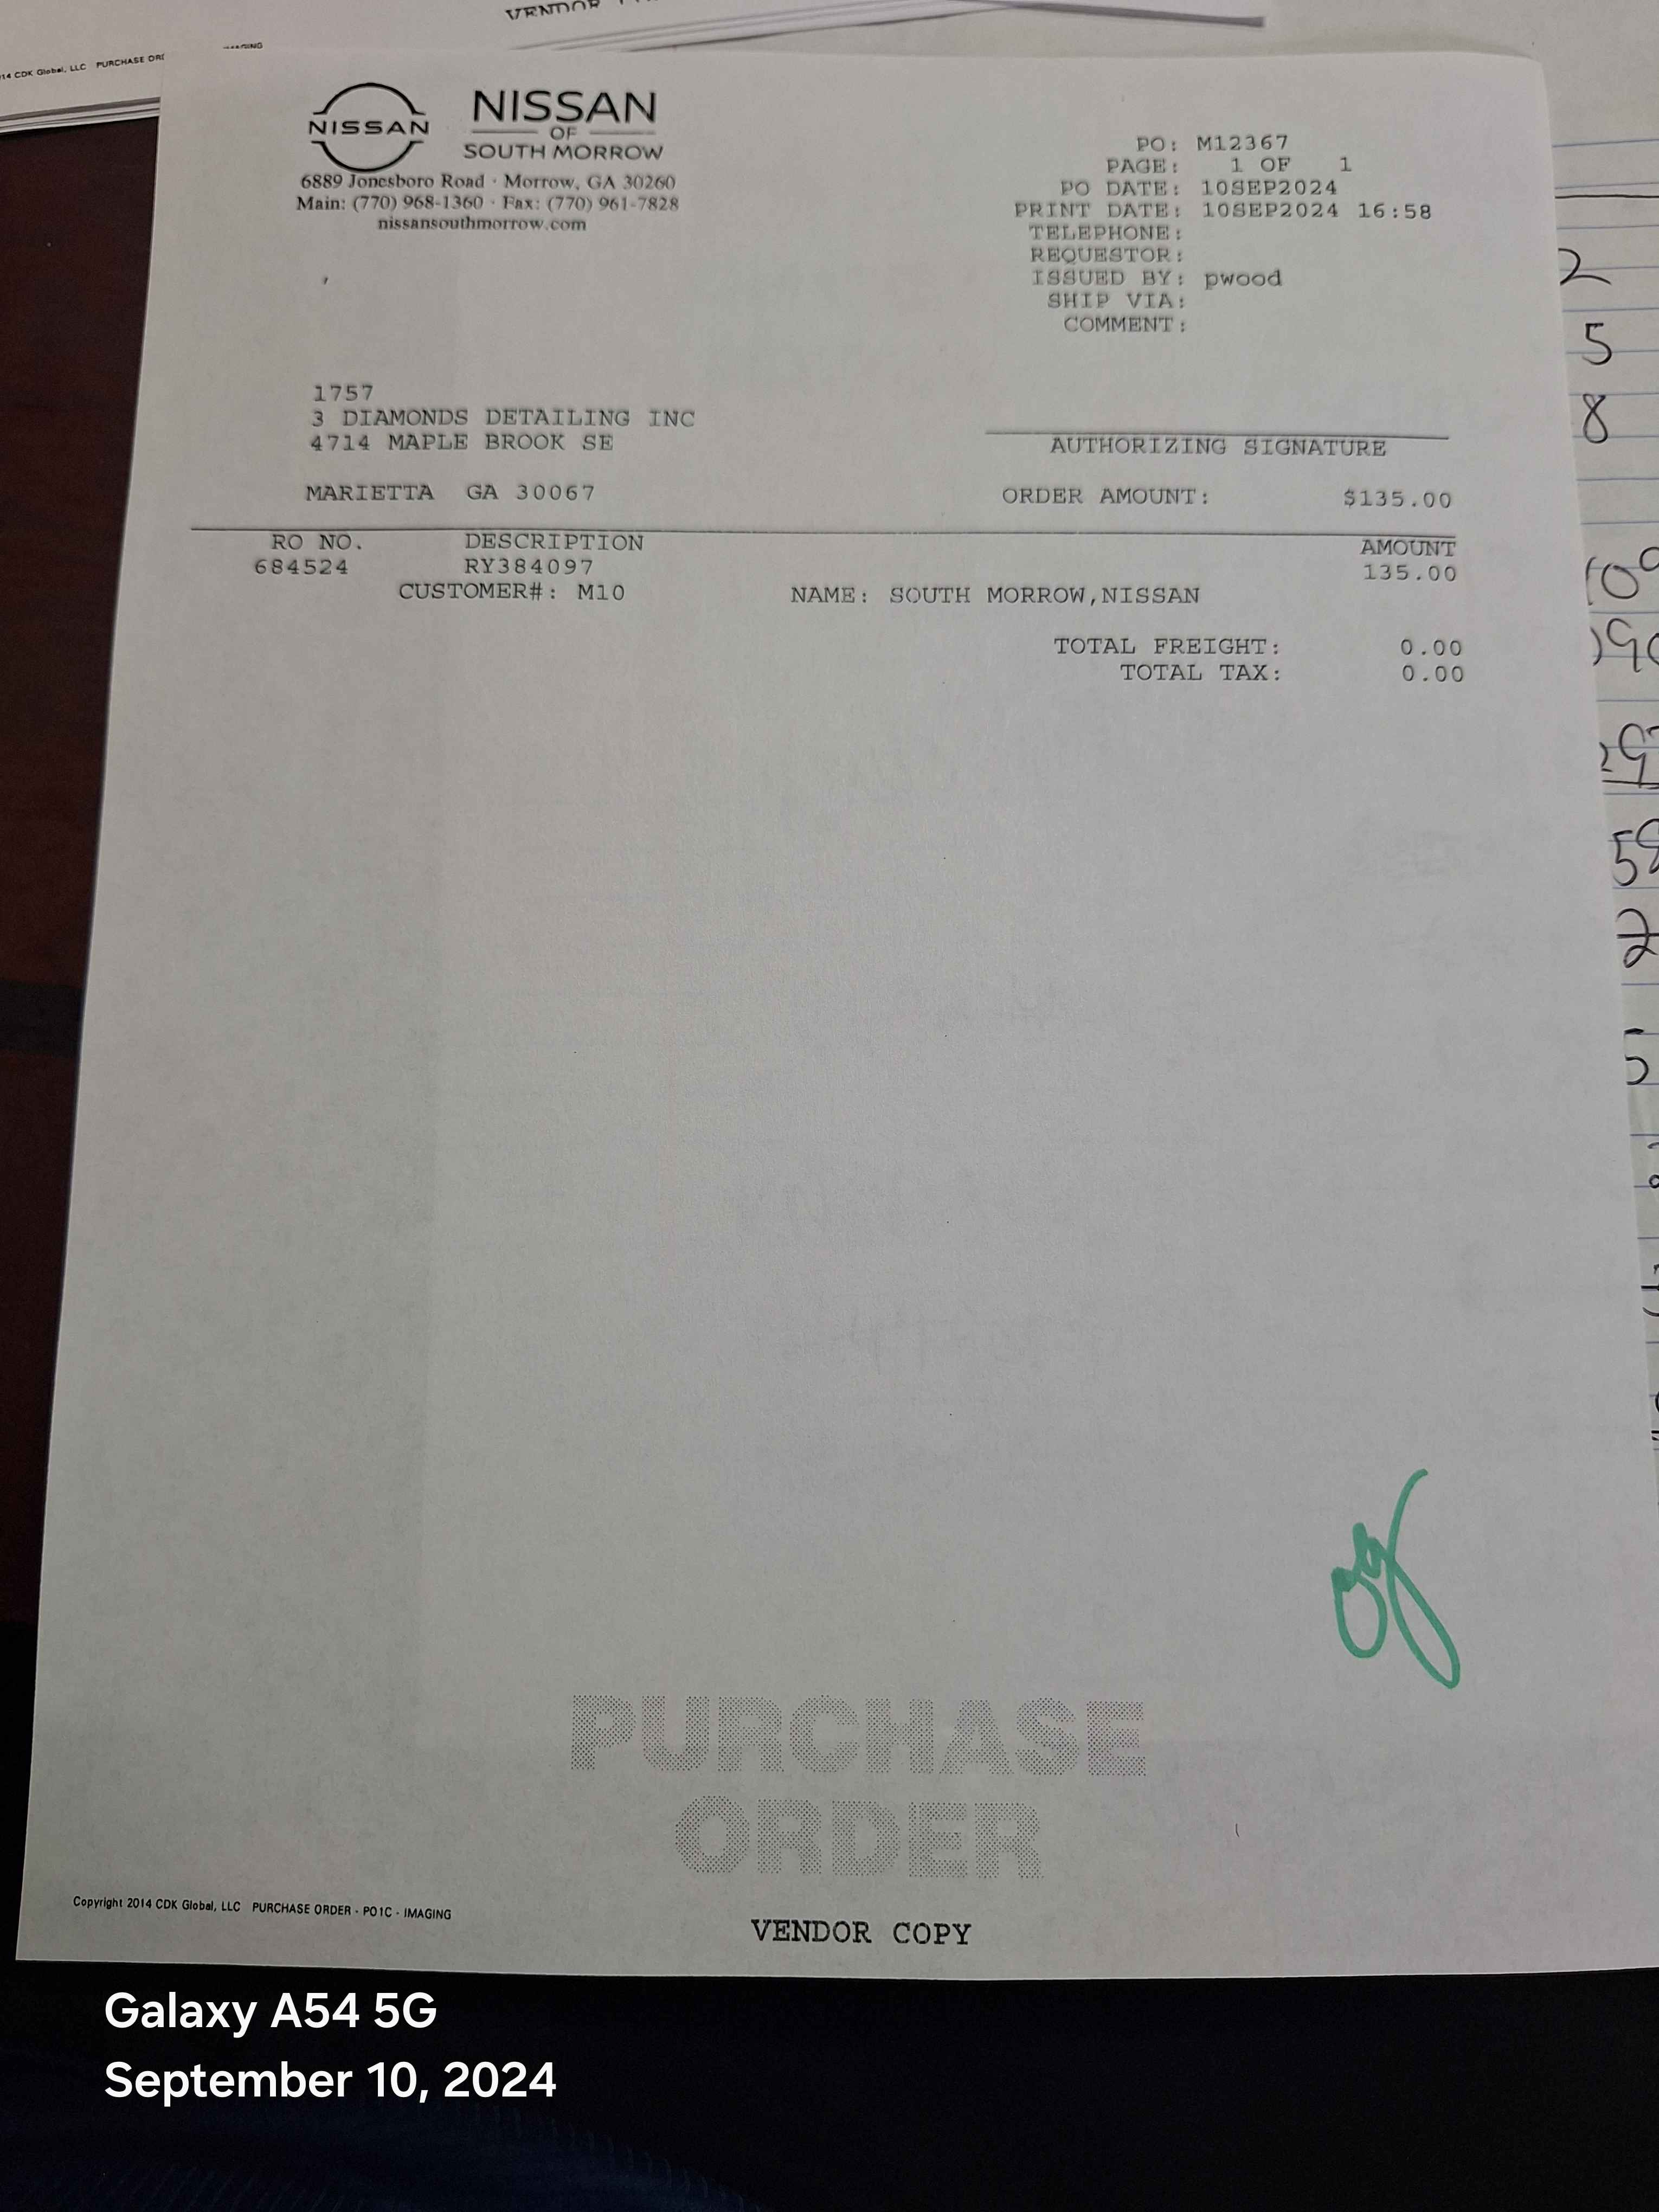 VENDOR
14 CDK Global, LLC PURCHASE ORD
IMAGING
NISSAN
NISSAN
OF
SOUTH MORROW
6889 Jonesboro Road · Morrow, GA 30260
Main: (770) 968-1360 · Fax: (770) 961-7828
nissansouthmorrow.com
PO: M12367
PAGE: 1 OF 1
PO DATE: 10SEP2024
PRINT DATE: 10SEP2024 16:58
TELEPHONE:
REQUESTOR:
ISSUED BY: pwood
SHIP VIA:
COMMENT:
1757
3 DIAMONDS DETAILING INC
4714 MAPLE BROOK SE
MARIETTA GA 30067
AUTHORIZING SIGNATURE
ORDER AMOUNT: $135.00
RO NO. DESCRIPTION AMOUNT
684524 RY384097 135.00
CUSTOMER#: M10 NAME: SOUTH MORROW,NISSAN
TOTAL FREIGHT: 0.00
TOTAL TAX: 0.00
2
5
8
PURCHASE
ORDER
Copyright 2014 CDK Global, LLC PURCHASE ORDER - PO1C - IMAGING
VENDOR COPY
Galaxy A54 5G
September 10, 2024